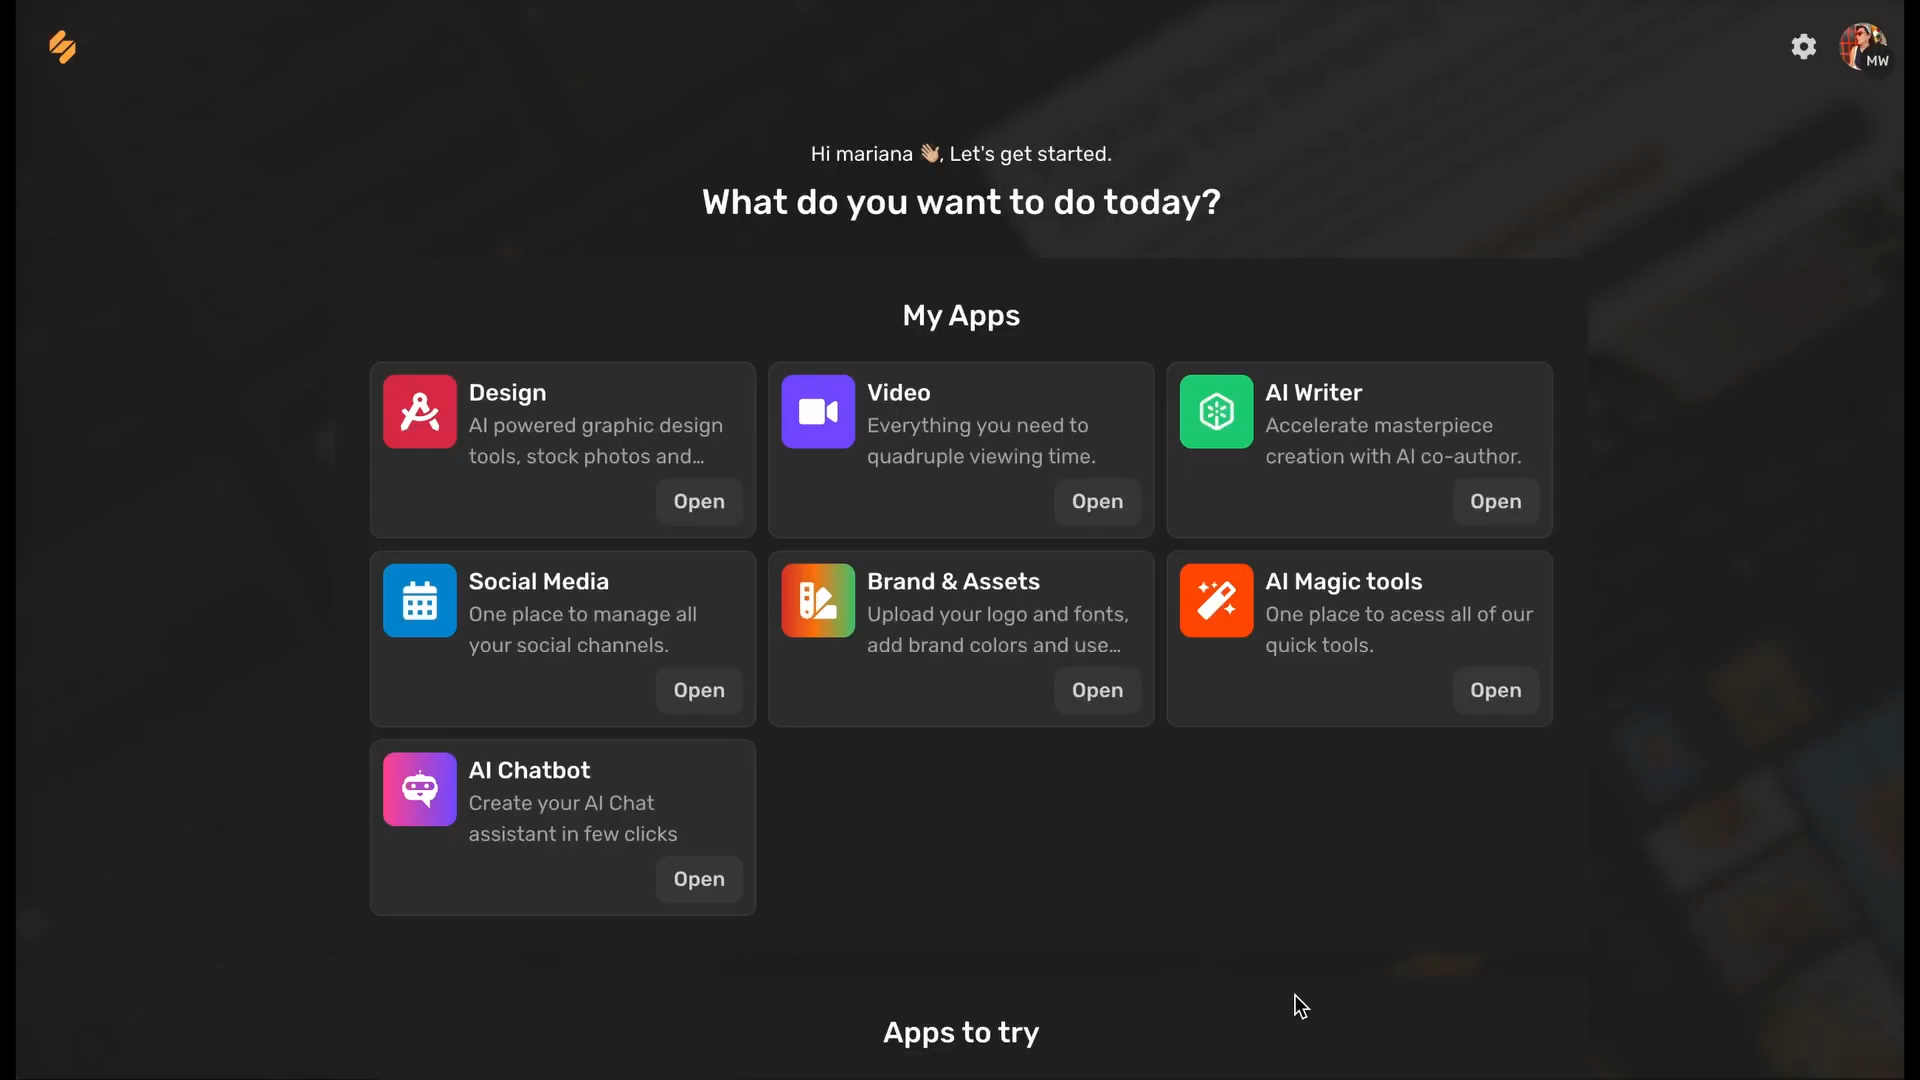 MW
Hi mariana 👋🏼, Let's get started.
What do you want to do today?
My Apps
Design
AI powered graphic design
tools, stock photos and...
Open
Video
Everything you need to
quadruple viewing time.
Open
AI Writer
Accelerate masterpiece
creation with AI co-author.
Open
Social Media
One place to manage all
your social channels.
Open
Brand & Assets
Upload your logo and fonts,
add brand colors and use...
Open
AI Magic tools
One place to acess all of our
quick tools.
Open
AI Chatbot
Create your AI Chat
assistant in few clicks
Open
Apps to try